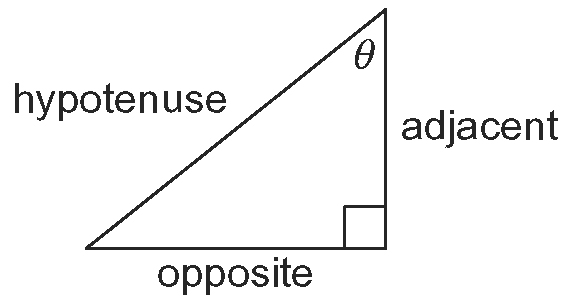 θ
hypotenuse
adjacent
opposite